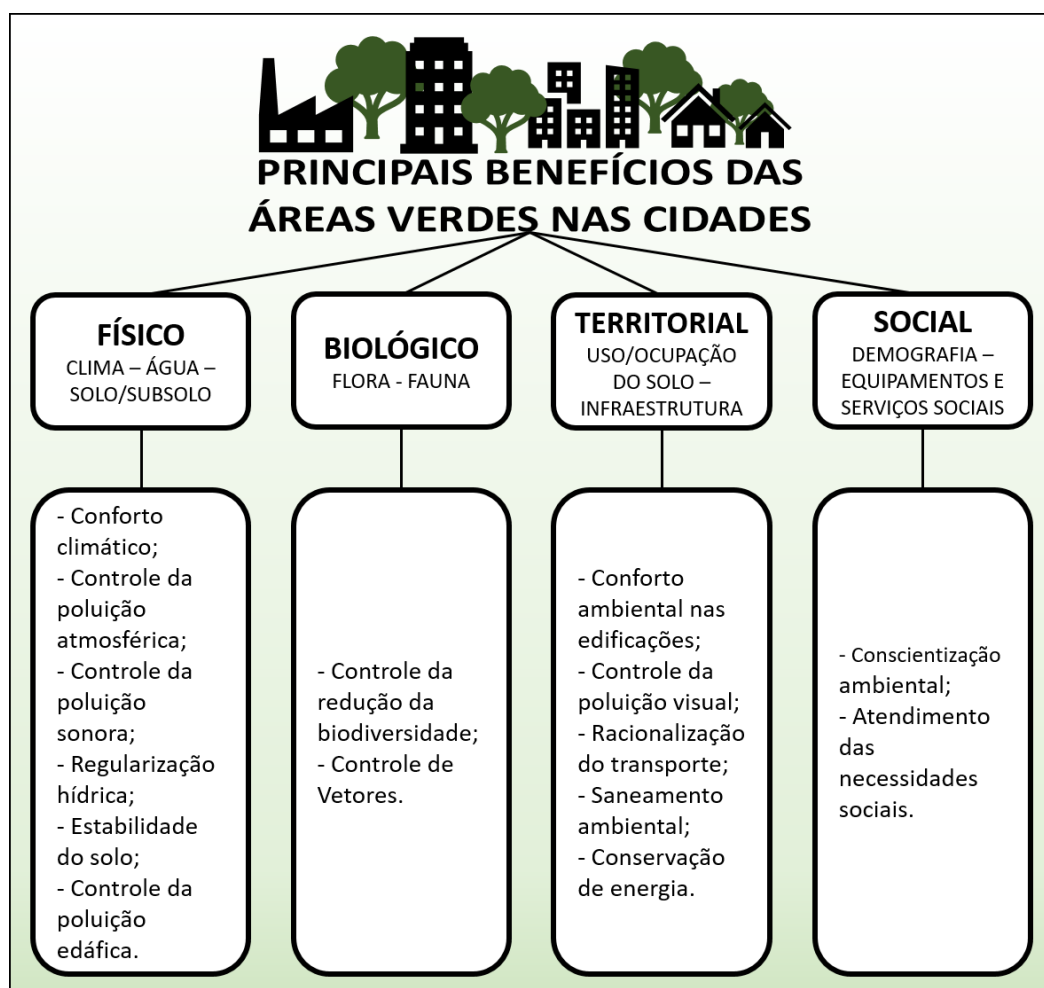 PRINCIPAIS BENEFÍCIOS DAS
ÁREAS VERDES NAS CIDADES
FÍSICO
CLIMA – ÁGUA –
SOLO/SUBSOLO
BIOLÓGICO
FLORA - FAUNA
TERRITORIAL
USO/OCUPAÇÃO
DO SOLO –
INFRAESTRUTURA
SOCIAL
DEMOGRAFIA –
EQUIPAMENTOS E
SERVIÇOS SOCIAIS
- Conforto
climático;
- Controle da
poluição
atmosférica;
- Controle da
poluição
sonora;
- Regularização
hídrica;
- Estabilidade
do solo;
- Controle da
poluição
edáfica.
- Controle da
redução da
biodiversidade;
- Controle de
Vetores.
- Conforto
ambiental nas
edificações;
- Controle da
poluição visual;
- Racionalização
do transporte;
- Saneamento
ambiental;
- Conservação
de energia.
- Conscientização
ambiental;
- Atendimento
das
necessidades
sociais.